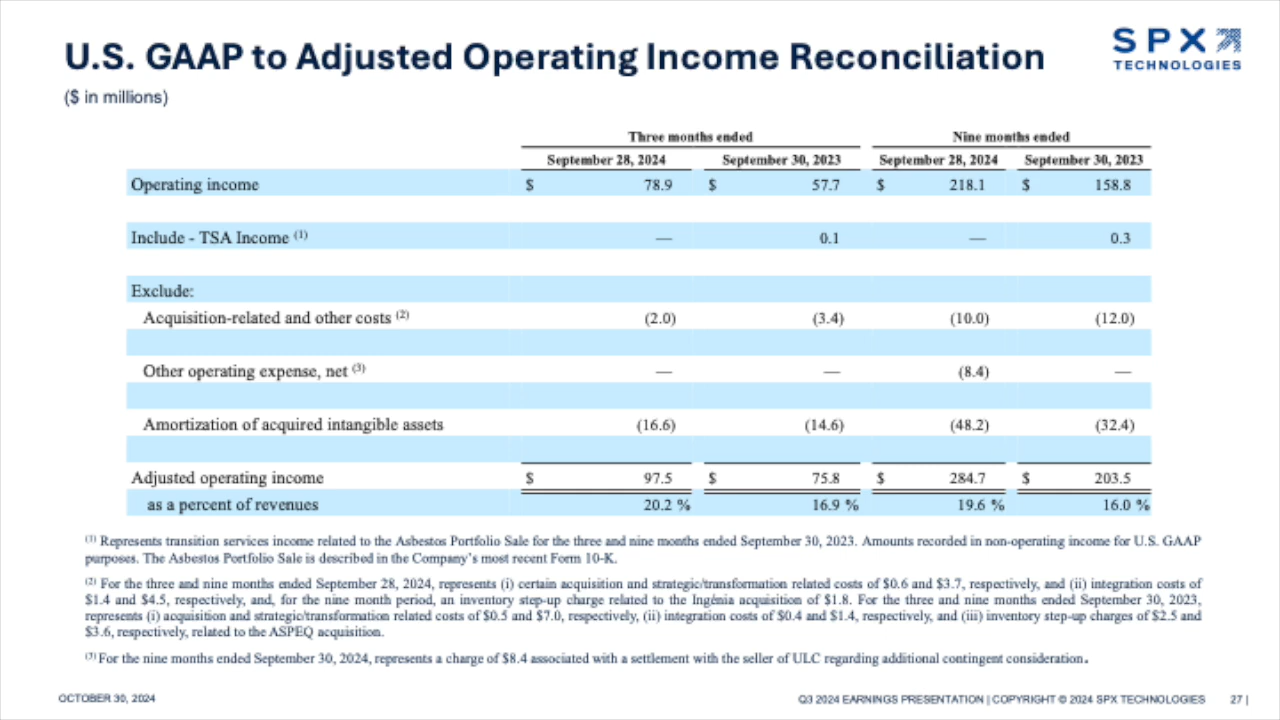 U.S. GAAP to Adjusted Operating Income Reconciliation
SPX
TECHNOLOGIES
($ in millions)
Three months ended Nine months ended
September 28, 2024 September 30, 2023 September 28, 2024 September 30, 2023
Operating income $ 78.9 $ 57.7 $ 218.1 $ 158.8
Include - TSA Income (1) — 0.1 — 0.3
Exclude:
Acquisition-related and other costs (2) (2.0) (3.4) (10.0) (12.0)
Other operating expense, net (3) — — (8.4) —
Amortization of acquired intangible assets (16.6) (14.6) (48.2) (32.4)
Adjusted operating income $ 97.5 $ 75.8 $ 284.7 $ 203.5
as a percent of revenues 20.2 % 16.9 % 19.6 % 16.0 %
(1) Represents transition services income related to the Asbestos Portfolio Sale for the three and nine months ended September 30, 2023. Amounts recorded in non-operating income for U.S. GAAP
purposes. The Asbestos Portfolio Sale is described in the Company's most recent Form 10-K.
(2) For the three and nine months ended September 28, 2024, represents (i) certain acquisition and strategic/transformation related costs of $0.6 and $3.7, respectively, and (ii) integration costs of
$1.4 and $4.5, respectively, and, for the nine month period, an inventory step-up charge related to the Ingénia acquisition of $1.8. For the three and nine months ended September 30, 2023,
represents (i) acquisition and strategic/transformation related costs of $0.5 and $7.0, respectively, (ii) integration costs of $0.4 and $1.4, respectively, and (iii) inventory step-up charges of $2.5 and
$3.6, respectively, related to the ASPEQ acquisition.
(3) For the nine months ended September 30, 2024, represents a charge of $8.4 associated with a settlement with the seller of ULC regarding additional contingent consideration.
OCTOBER 30, 2024
Q3 2024 EARNINGS PRESENTATION | COPYRIGHT © 2024 SPX TECHNOLOGIES 27 |